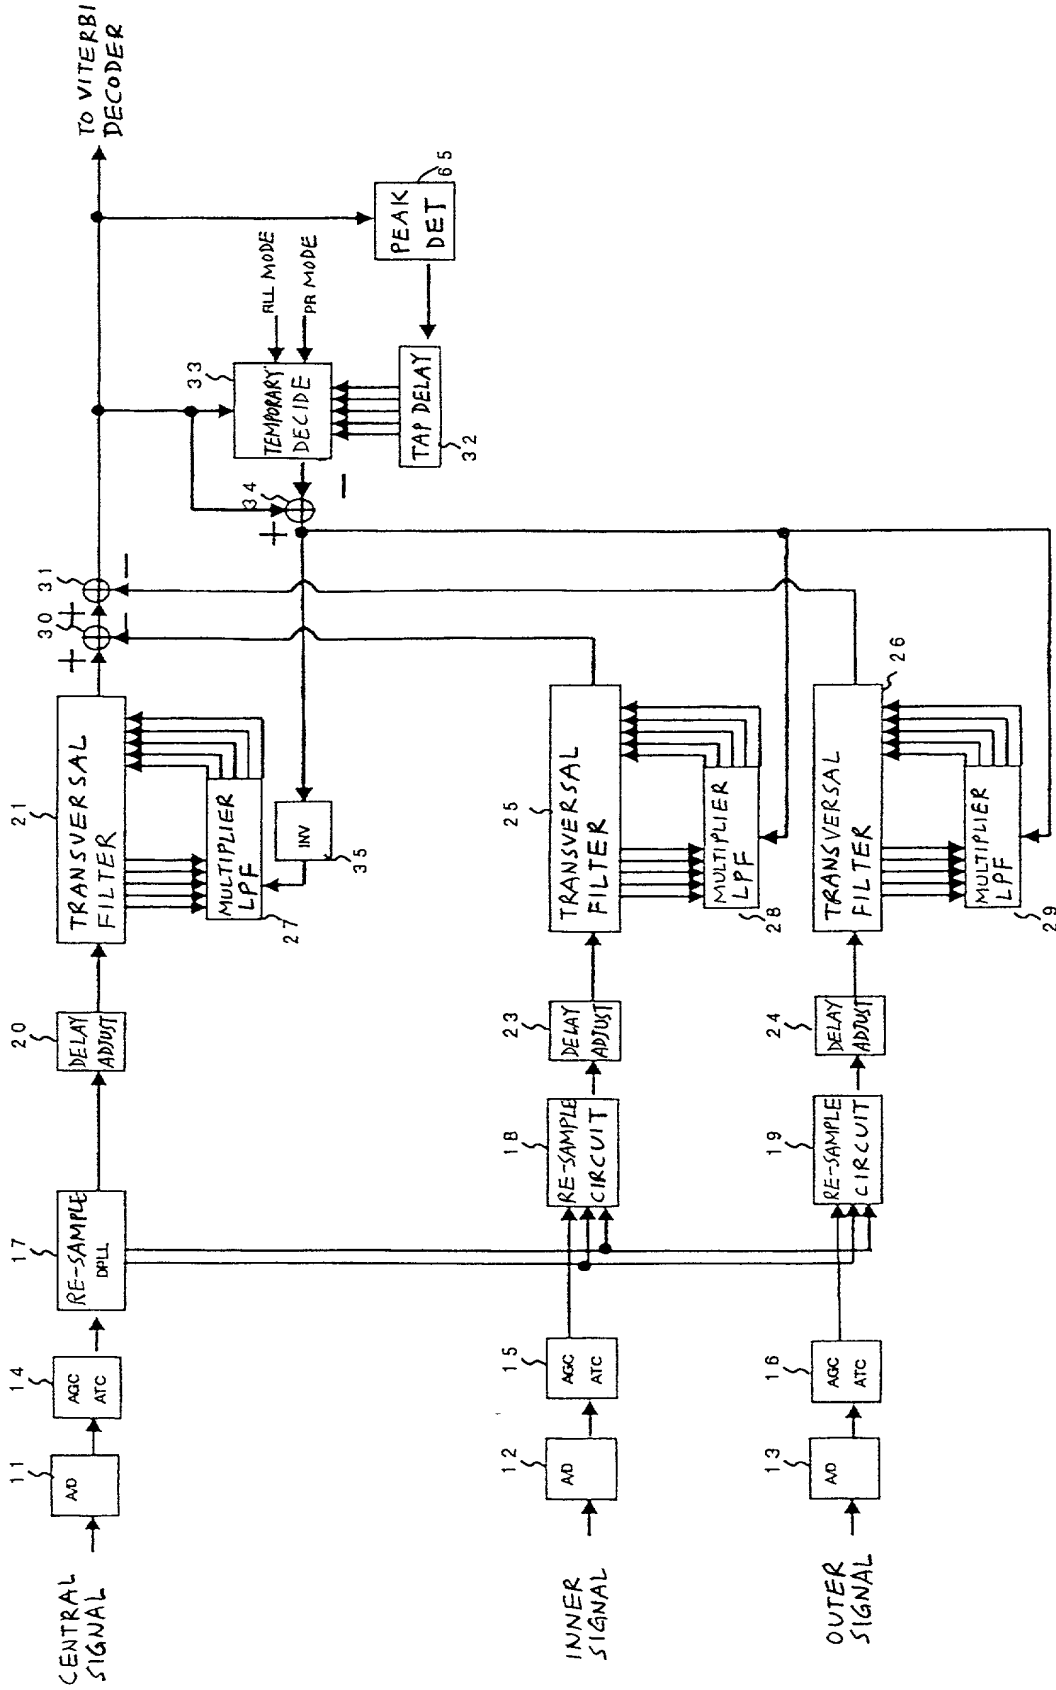 CENTRAL
SIGNAL
11
A/D
14
AGC
ATC
17
RE-SAMPLE
DPLL
20
DELAY
ADJUST
21
TRANSVERSAL
FILTER
MULTIPLIER
LPF
27
INV
35
+
30
−
+
31
−
TO VITERBI
DECODER
+
34
−
33
TEMPORARY
DECIDE
RLL MODE
PR MODE
TAP DELAY
32
PEAK
DET
65
INNER
SIGNAL
12
A/D
15
AGC
ATC
18
RE-SAMPLE
CIRCUIT
23
DELAY
ADJUST
25
TRANSVERSAL
FILTER
MULTIPLIER
LPF
28
OUTER
SIGNAL
13
A/D
16
AGC
ATC
19
RE-SAMPLE
CIRCUIT
24
DELAY
ADJUST
26
TRANSVERSAL
FILTER
MULTIPLIER
LPF
29